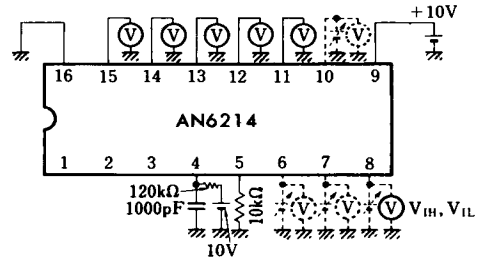 +10V
V V V V V V
16 15 14 13 12 11 10 9
AN6214
1 2 3 4 5 6 7 8
120kΩ
1000pF
10kΩ
V V V VIH, VIL
10V